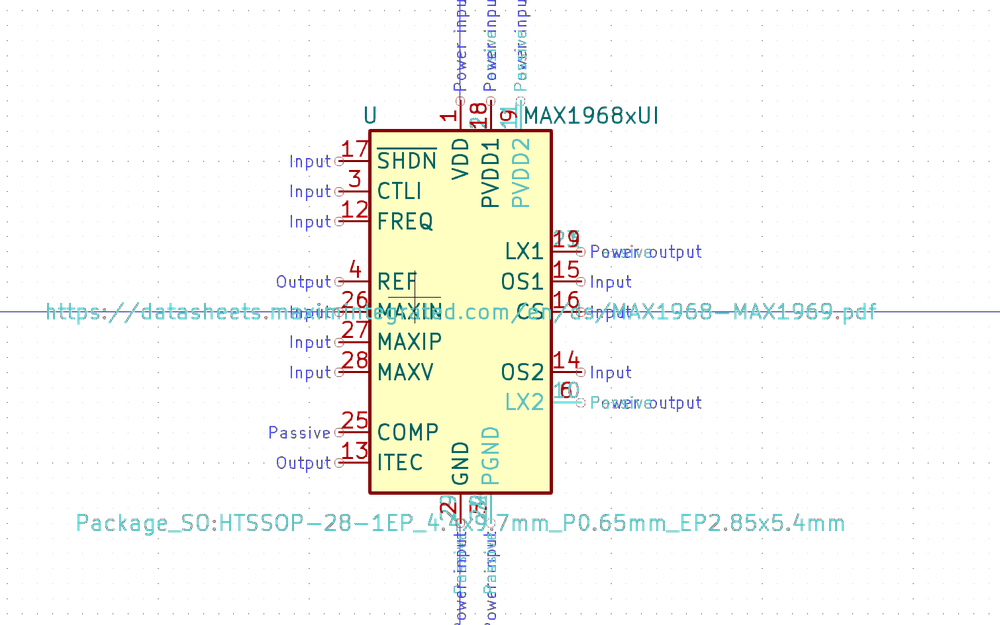 Power input
Power input
Power input
U
MAX1968xUI
1
18
9
VDD
PVDD1
PVDD2
Input 17 SHDN
Input 3 CTLI
Input 12 FREQ
LX1 19 Power output
Output 4 REF
OS1 15 Input
Input 26 MAXIN
CS 16 Input
https://datasheets.maximintegrated.com/en/ds/MAX1968-MAX1969.pdf
Input 27 MAXIP
Input 28 MAXV
OS2 14 Input
LX2 10 Power output
Passive 25 COMP
Output 13 ITEC
GND
PGND
2
Package_SO:HTSSOP-28-1EP_4.4x9.7mm_P0.65mm_EP2.85x5.4mm
Power input
Power input